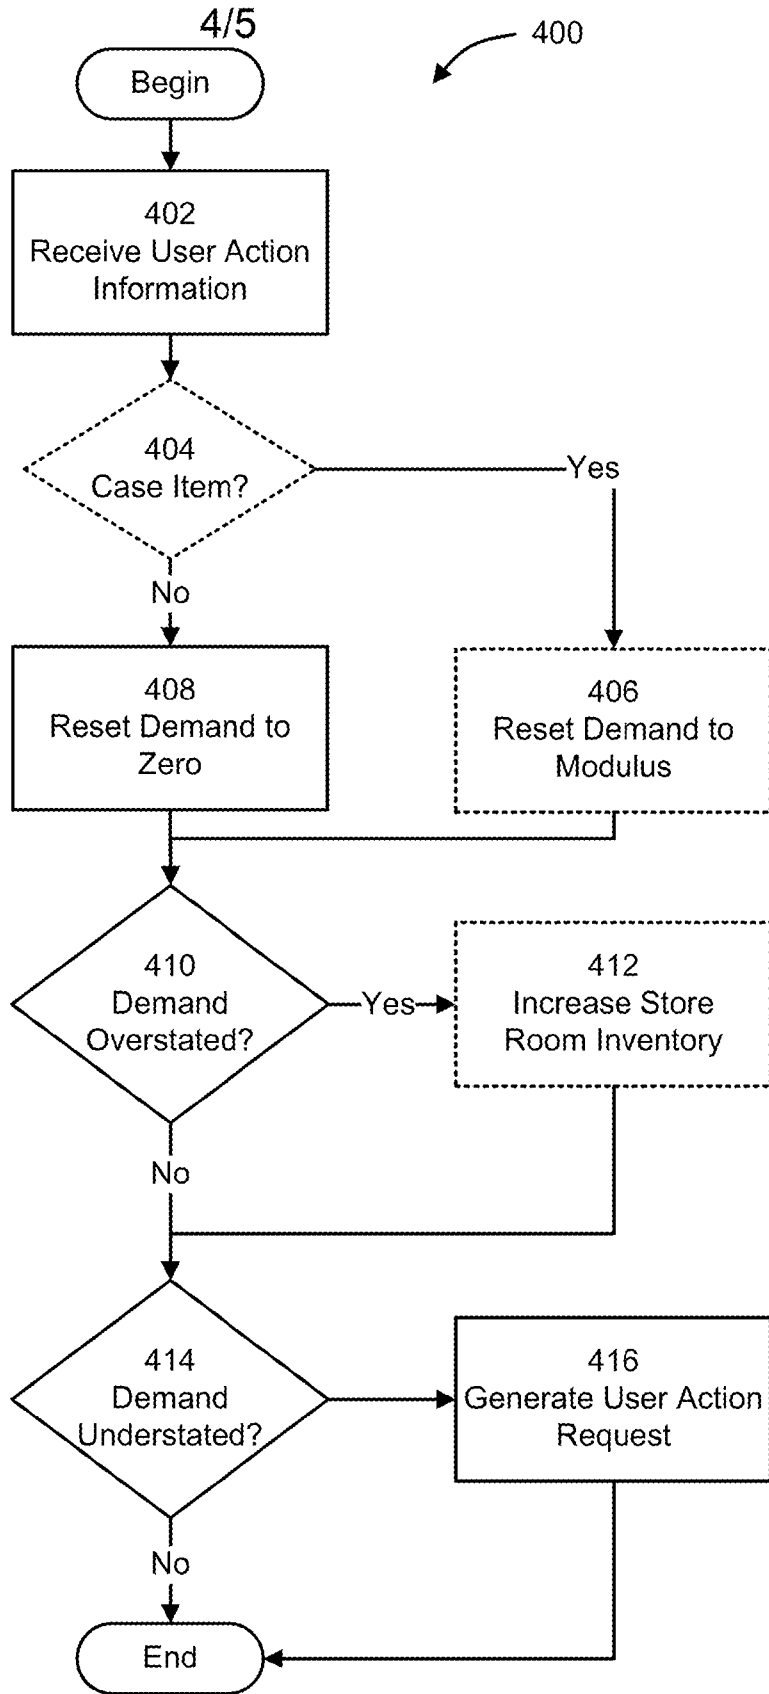 4/5
400
Begin
402
Receive User Action
Information
404
Case Item?
Yes
No
408
Reset Demand to
Zero
406
Reset Demand to
Modulus
410
Demand
Overstated?
Yes
412
Increase Store
Room Inventory
No
414
Demand
Understated?
416
Generate User Action
Request
No
End